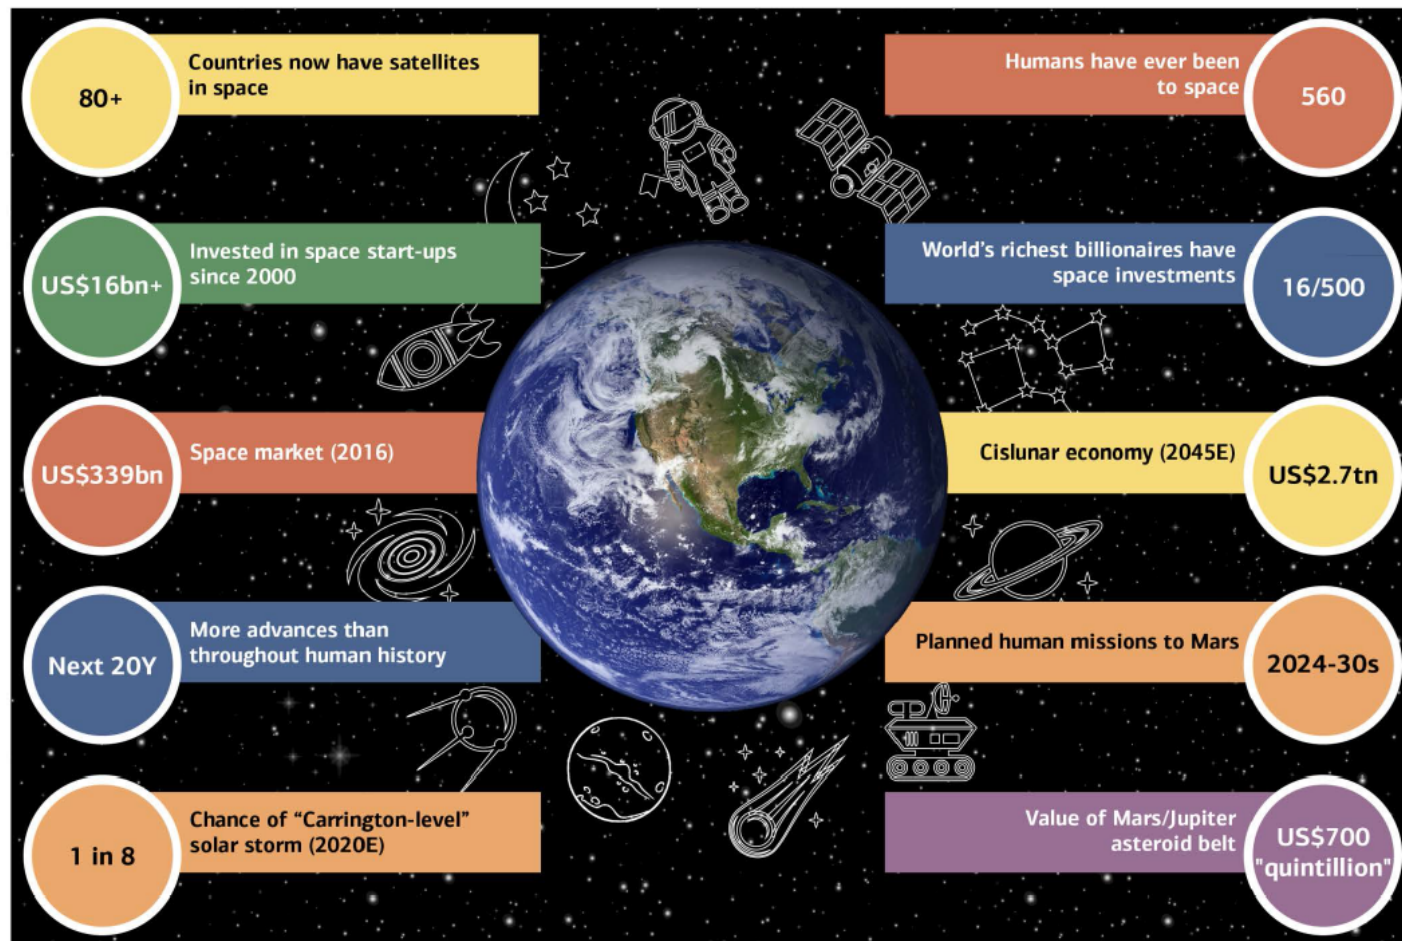 80+
Countries now have satellites
in space
Humans have ever been
to space
560
US$16bn+
Invested in space start-ups
since 2000
World's richest billionaires have
space investments
16/500
US$339bn
Space market (2016)
Cislunar economy (2045E)
US$2.7tn
Next 20Y
More advances than
throughout human history
Planned human missions to Mars
2024-30s
1 in 8
Chance of “Carrington-level”
solar storm (2020E)
Value of Mars/Jupiter
asteroid belt
US$700
"quintillion"